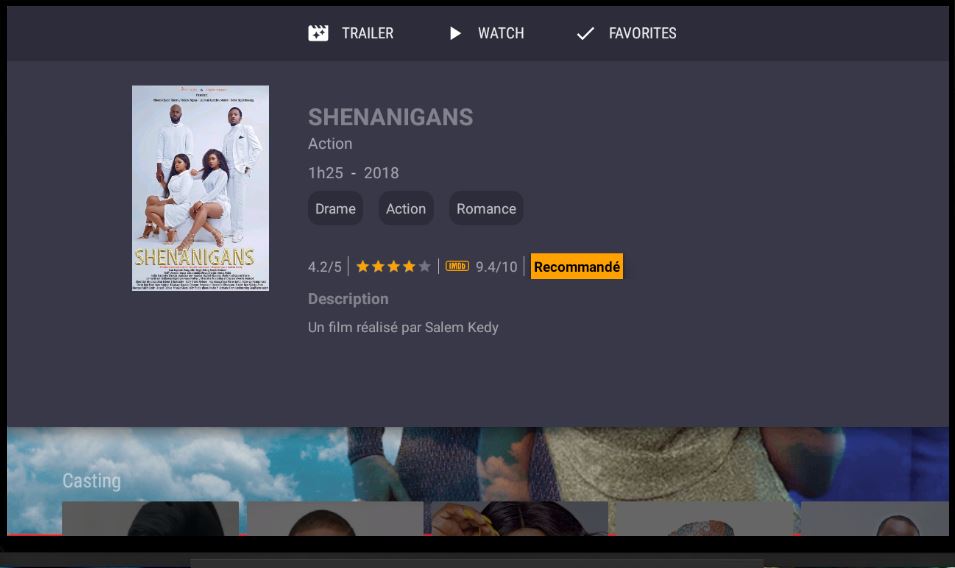 TRAILER WATCH FAVORITES
SHENANIGANS
Action
1h25 - 2018
Drame Action Romance
4.2/5 IMDb 9.4/10 Recommandé
Description
Un film réalisé par Salem Kedy
SHENANIGANS
Casting